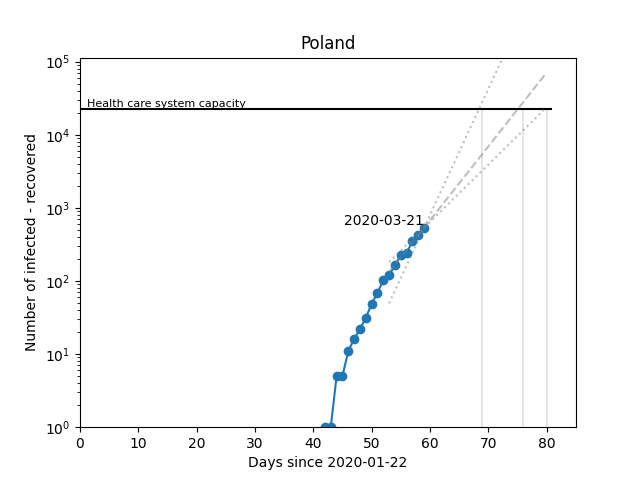 Poland
10^5
Health care system capacity
10^4
10^3
2020-03-21
10^2
10^1
10^0
Number of infected - recovered
0 10 20 30 40 50 60 70 80
Days since 2020-01-22